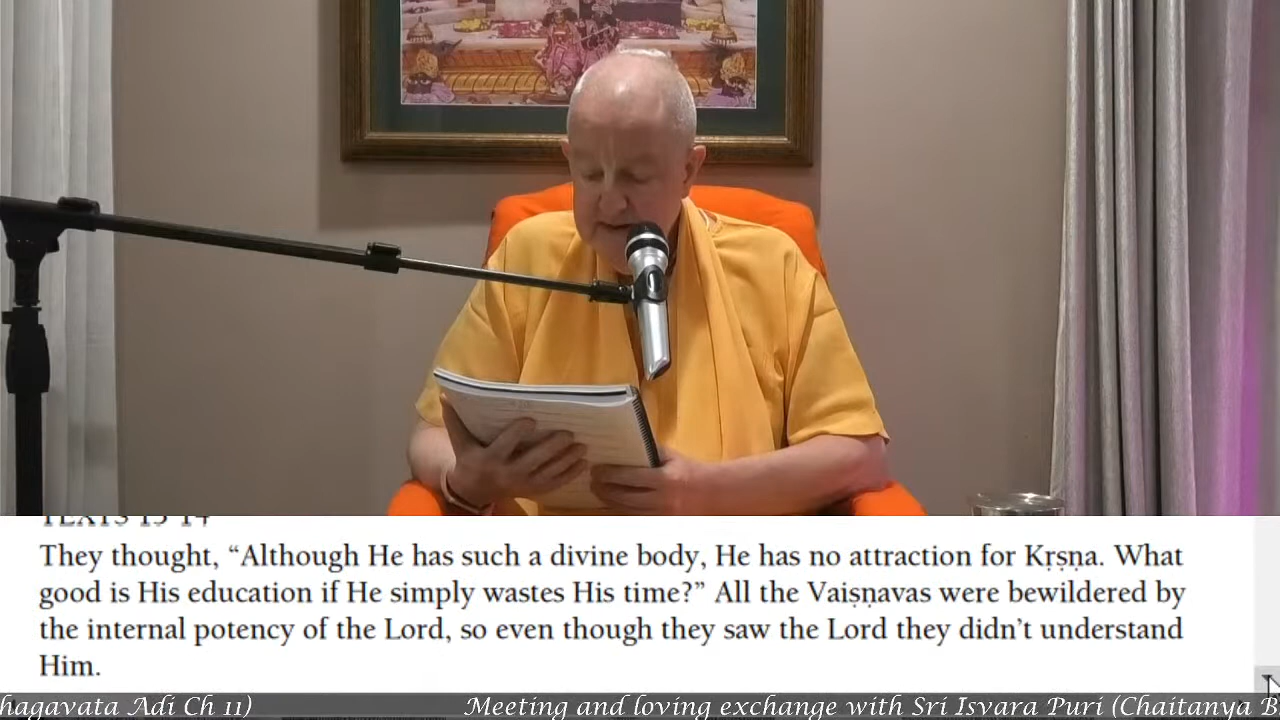 TEXTS 13-14
They thought, “Although He has such a divine body, He has no attraction for Kṛṣṇa. What
good is His education if He simply wastes His time?” All the Vaiṣṇavas were bewildered by
the internal potency of the Lord, so even though they saw the Lord they didn’t understand
Him.
hagavata Adi Ch 11) Meeting and loving exchange with Sri Isvara Puri (Chaitanya B